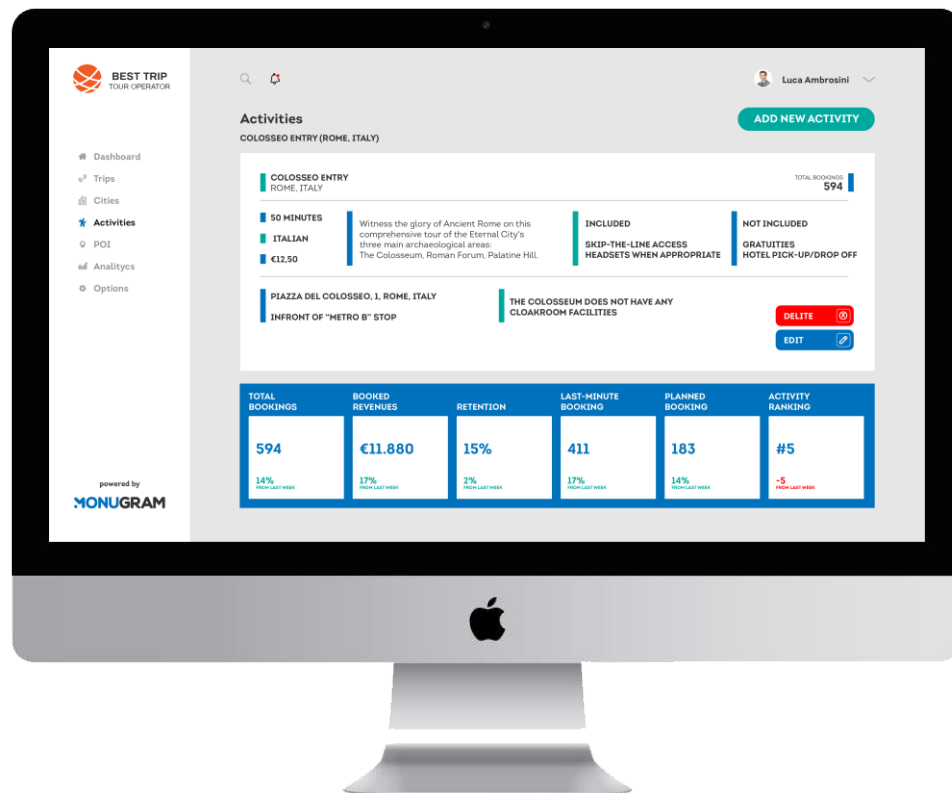 BEST TRIP
TOUR OPERATOR
Luca Ambrosini
Dashboard
Trips
Cities
Activities
POI
Analitycs
Options
powered by
MONUGRAM
Activities
COLOSSEO ENTRY (ROME, ITALY)
ADD NEW ACTIVITY
COLOSSEO ENTRY
ROME, ITALY
TOTAL BOOKINGS
594
50 MINUTES
ITALIAN
€12,50
Witness the glory of Ancient Rome on this
comprehensive tour of the Eternal City's
three main archaeological areas:
The Colosseum, Roman Forum, Palatine Hill.
INCLUDED
SKIP-THE-LINE ACCESS
HEADSETS WHEN APPROPRIATE
NOT INCLUDED
GRATUITIES
HOTEL PICK-UP/DROP OFF
PIAZZA DEL COLOSSEO, 1, ROME, ITALY
INFRONT OF "METRO B" STOP
THE COLOSSEUM DOES NOT HAVE ANY
CLOAKROOM FACILITIES
DELITE
EDIT
TOTAL
BOOKINGS
594
14%
FROM LAST WEEK
BOOKED
REVENUES
€11.880
17%
FROM LAST WEEK
RETENTION
15%
2%
FROM LAST WEEK
LAST-MINUTE
BOOKING
411
17%
FROM LAST WEEK
PLANNED
BOOKING
183
14%
FROM LAST WEEK
ACTIVITY
RANKING
#5
-5
FROM LAST WEEK